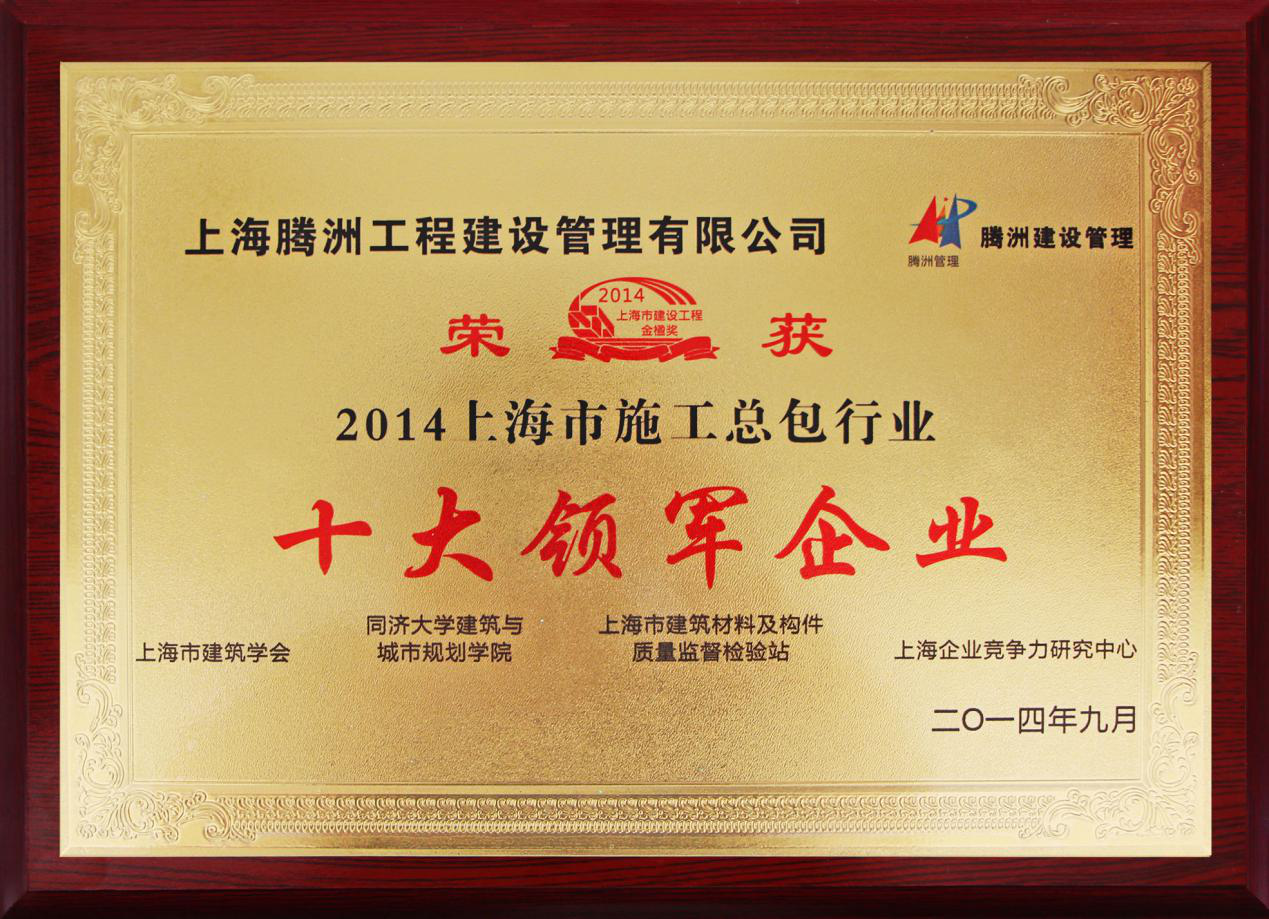 上海腾洲工程建设管理有限公司
腾洲管理
腾洲建设管理
荣
2014
上海市建设工程
金楹奖
获
2014上海市施工总包行业
十大领军企业
上海市建筑学会
同济大学建筑与
城市规划学院
上海市建筑材料及构件
质量监督检验站
上海企业竞争力研究中心
二〇一四年九月